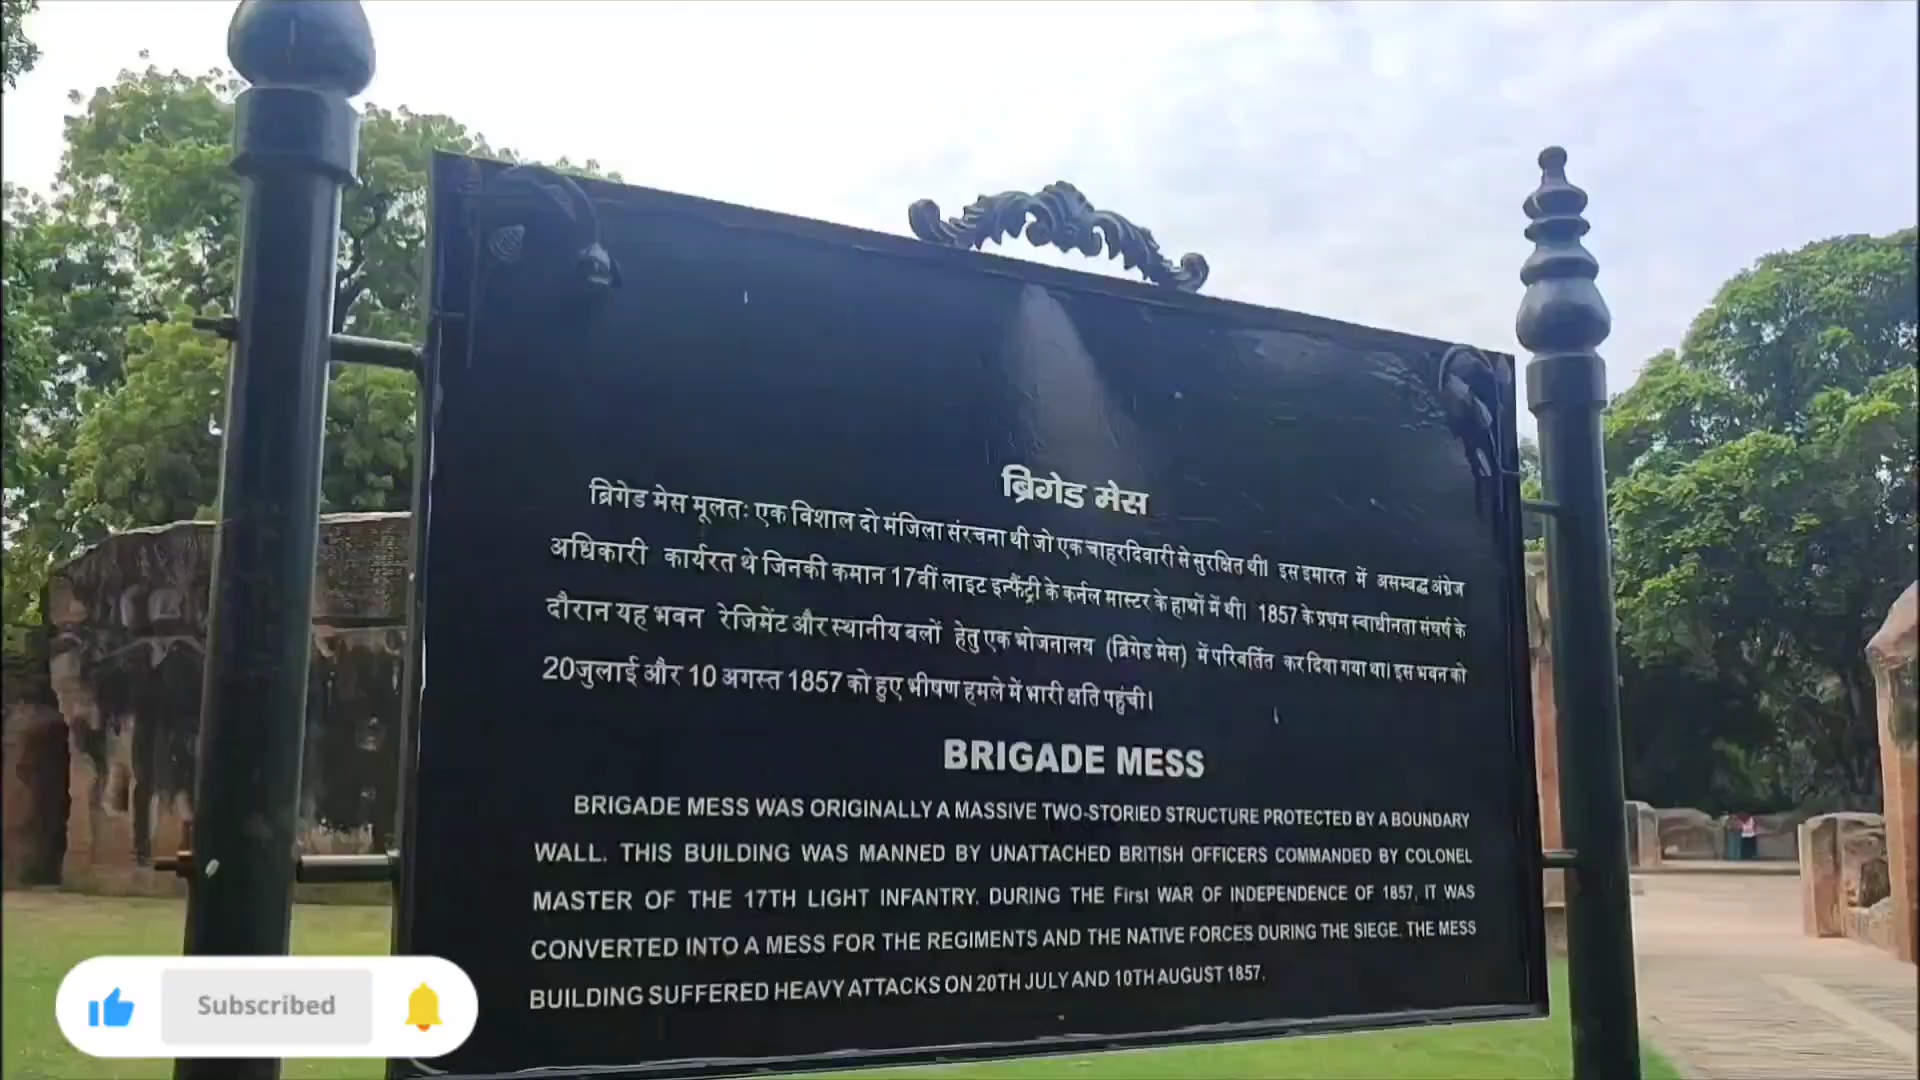 ब्रिगेड मेस
ब्रिगेड मेस मूलतः एक विशाल दो मंजिला संरचना थी जो एक चाहरदिवारी से सुरक्षित थी। इस इमारत में असम्बद्ध अंग्रेज
अधिकारी कार्यरत थे जिनकी कमान 17वीं लाइट इन्फैंट्री के कर्नल मास्टर के हाथों में थी। 1857 के प्रथम स्वाधीनता संघर्ष के
दौरान यह भवन रेजिमेंट और स्थानीय बलों हेतु एक भोजनालय (ब्रिगेड मेस) में परिवर्तित कर दिया गया था। इस भवन को
20जुलाई और 10 अगस्त 1857 को हुए भीषण हमले में भारी क्षति पहुंची।
BRIGADE MESS
BRIGADE MESS WAS ORIGINALLY A MASSIVE TWO-STORIED STRUCTURE PROTECTED BY A BOUNDARY
WALL. THIS BUILDING WAS MANNED BY UNATTACHED BRITISH OFFICERS COMMANDED BY COLONEL
MASTER OF THE 17TH LIGHT INFANTRY. DURING THE First WAR OF INDEPENDENCE OF 1857, IT WAS
CONVERTED INTO A MESS FOR THE REGIMENTS AND THE NATIVE FORCES DURING THE SIEGE. THE MESS
BUILDING SUFFERED HEAVY ATTACKS ON 20TH JULY AND 10TH AUGUST 1857.
Subscribed